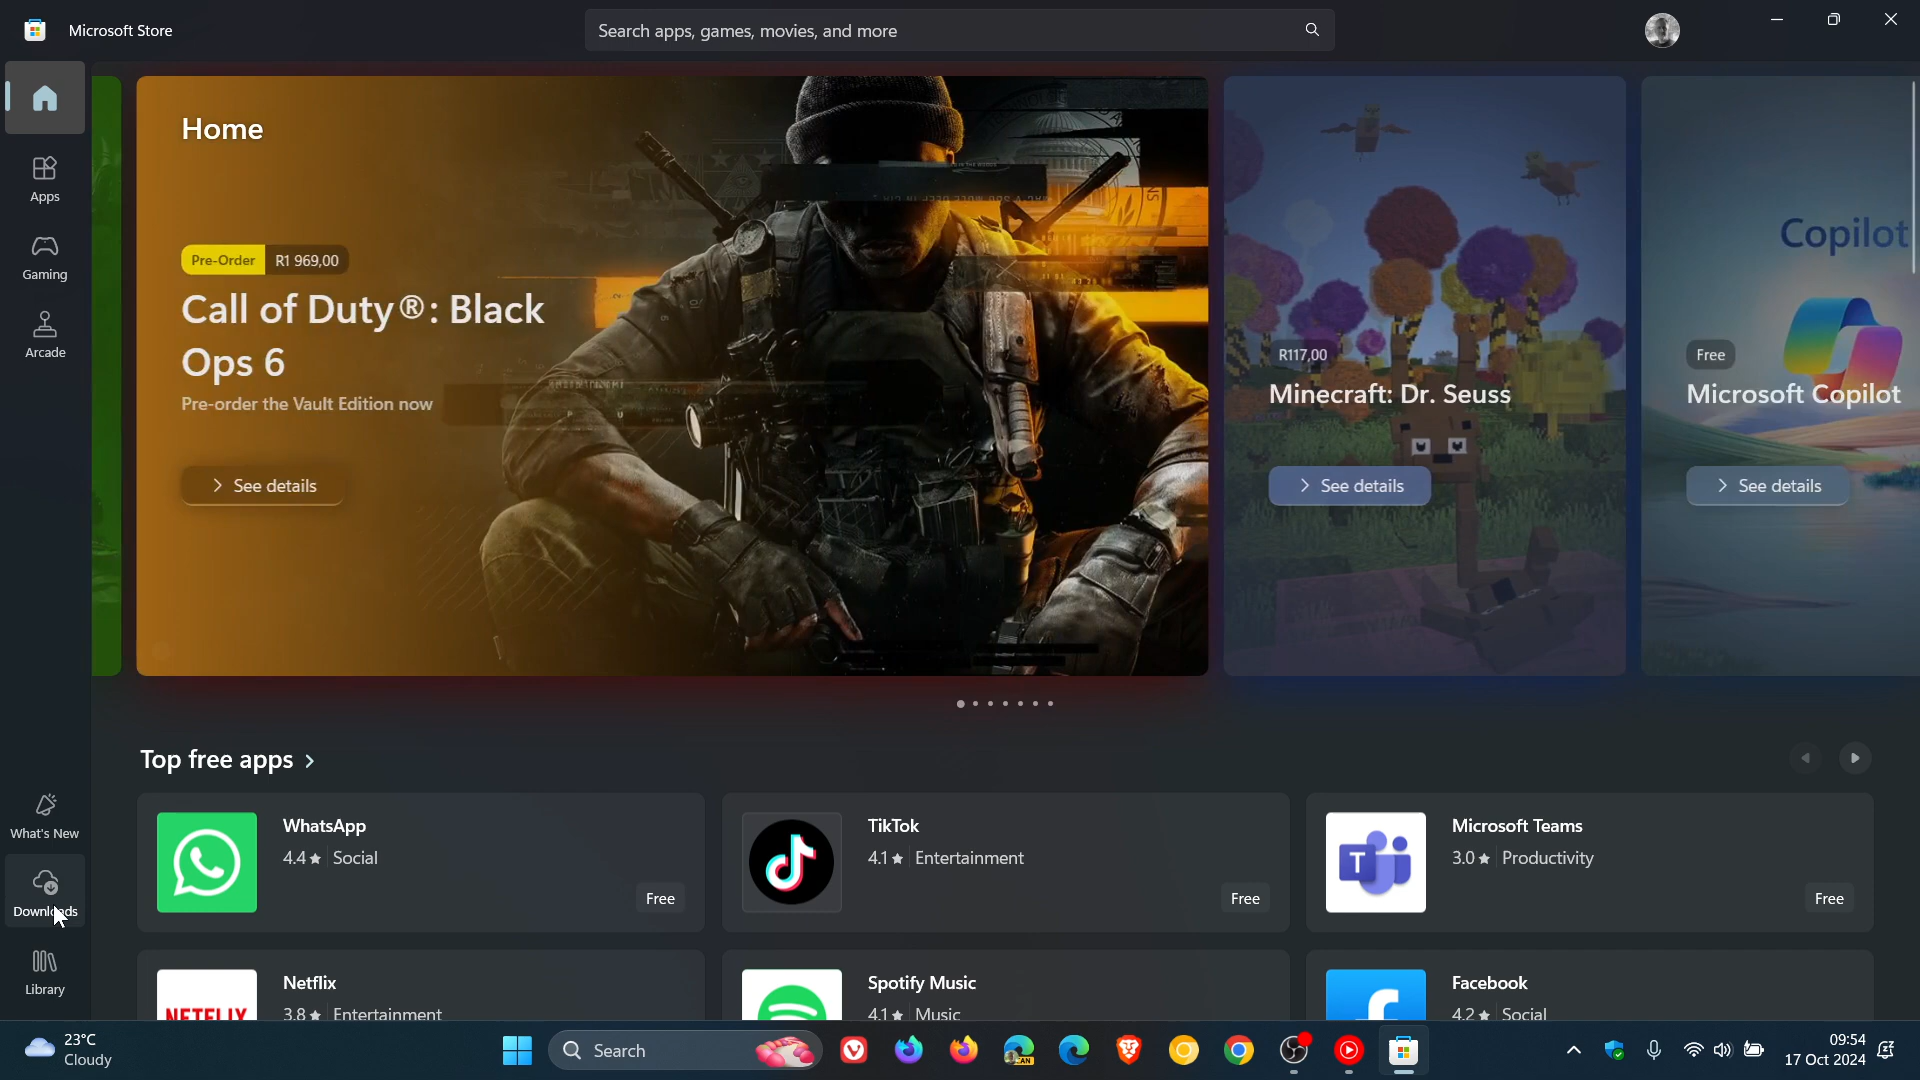 Microsoft Store
Search apps, games, movies, and more
Home
Apps
Gaming
Arcade
Pre-Order R1 969,00
Call of Duty®: Black
Ops 6
Pre-order the Vault Edition now
See details
R117,00
Minecraft: Dr. Seuss
See details
Copilot
Free
Microsoft Copilot
See details
Top free apps
WhatsApp
4.4 ★ Social
Free
TikTok
4.1 ★ Entertainment
Free
Microsoft Teams
3.0 ★ Productivity
Free
What's New
Downloads
Library
NETFLIX
Netflix
3.8 ★ Entertainment
Spotify Music
4.1 ★ Music
Facebook
4.2 ★ Social
23°C
Cloudy
Search
CAN
09:54
17 Oct 2024